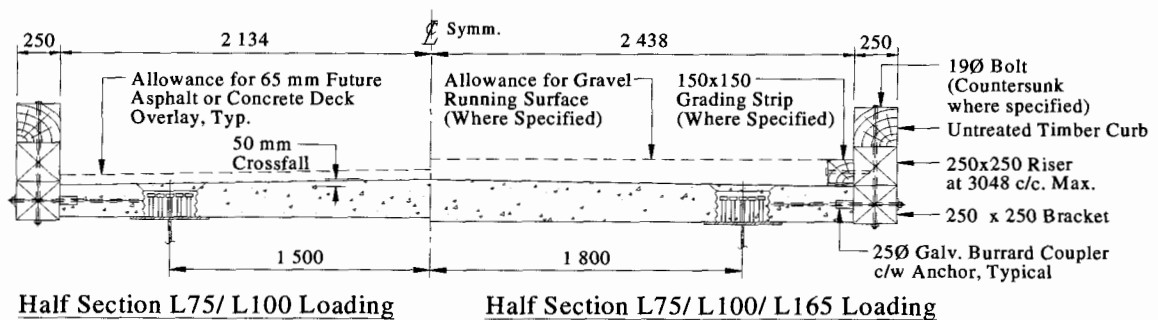 ℄ Symm.
250
2 134
2 438
250
Allowance for 65 mm Future
Asphalt or Concrete Deck
Overlay, Typ.
50 mm
Crossfall
Allowance for Gravel
Running Surface
(Where Specified)
150x150
Grading Strip
(Where Specified)
19Ø Bolt
(Countersunk
where specified)
Untreated Timber Curb
250x250 Riser
at 3048 c/c. Max.
250 x 250 Bracket
25Ø Galv. Burrard Coupler
c/w Anchor, Typical
1 500
1 800
Half Section L75/ L100 Loading
Half Section L75/ L100/ L165 Loading